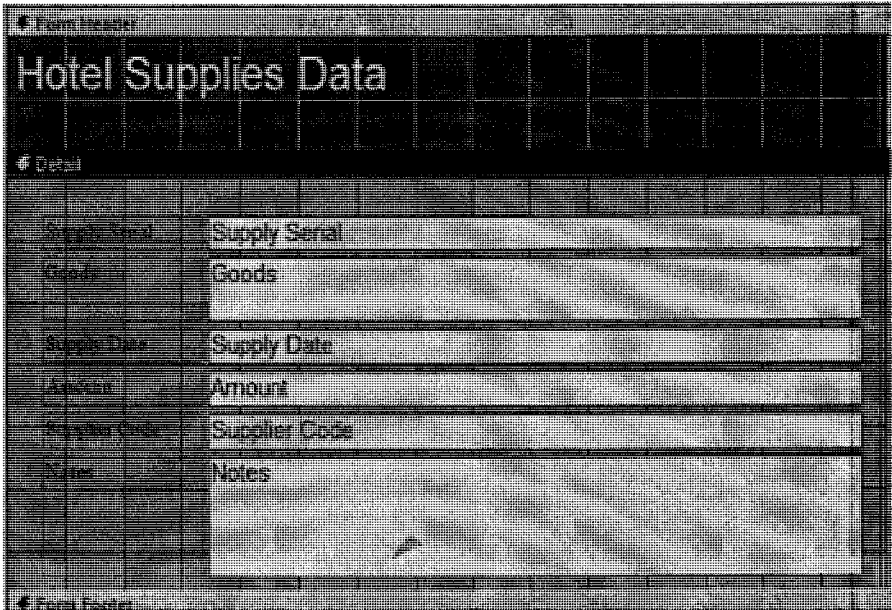 Form Header
Hotel Supplies Data
Detail
Supply Serial Supply Serial
Goods Goods
Supply Date Supply Date
Amount Amount
Supplier Code Supplier Code
Notes Notes
Form Footer